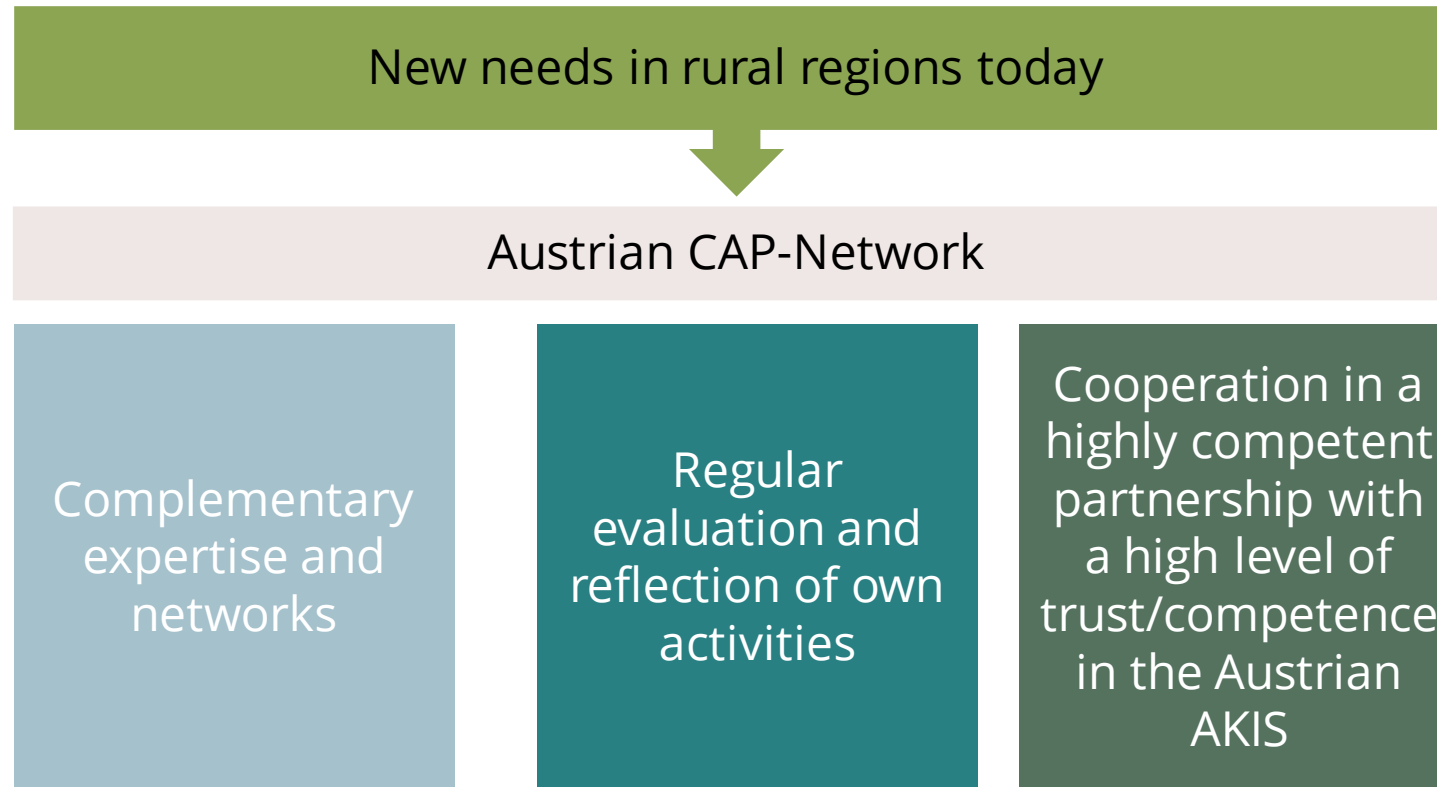 New needs in rural regions today
Austrian CAP-Network
Complementary
expertise and
networks
Regular
evaluation and
reflection of own
activities
Cooperation in a
highly competent
partnership with
a high level of
trust/competence
in the Austrian
AKIS